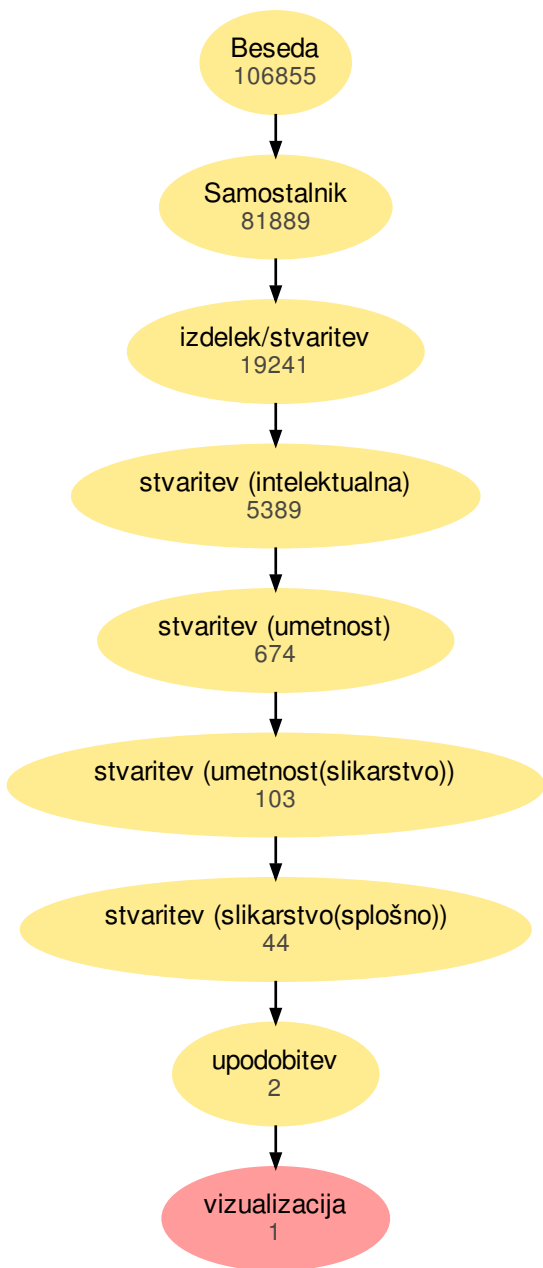 Beseda
106855
Samostalnik
81889
izdelek/stvaritev
19241
stvaritev (intelektualna)
5389
stvaritev (umetnost)
674
stvaritev (umetnost(slikarstvo))
103
stvaritev (slikarstvo(splošno))
44
upodobitev
2
vizualizacija
1